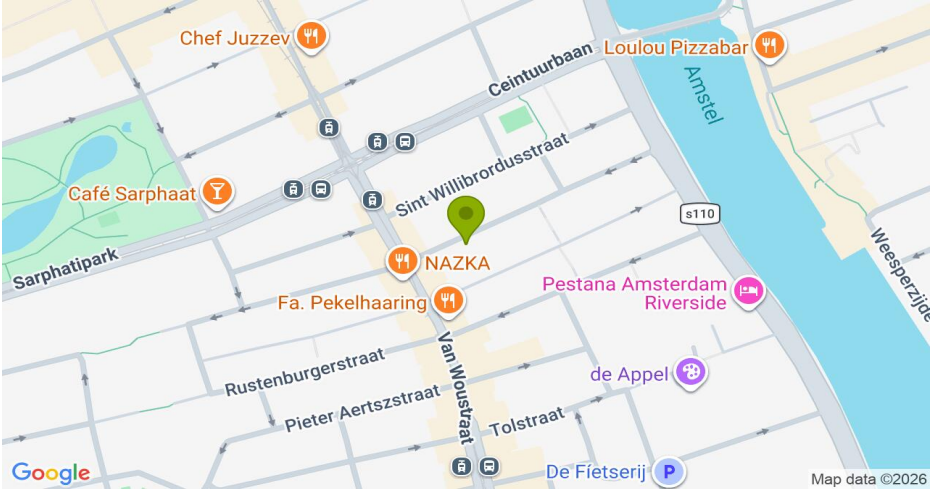 Chef Juzzev
Ceintuurbaan
Loulou Pizzabar
Amstel
Sint Willibrordusstraat
Café Sarphaat
s110
Sarphatipark
NAZKA
Weesperzijde
Pestana Amsterdam
Riverside
Fa. Pekelhaaring
Van Woustraat
Rustenburgerstraat
de Appel
Pieter Aertszstraat
Tolstraat
De Fietserij
P
Google
Map data ©2026